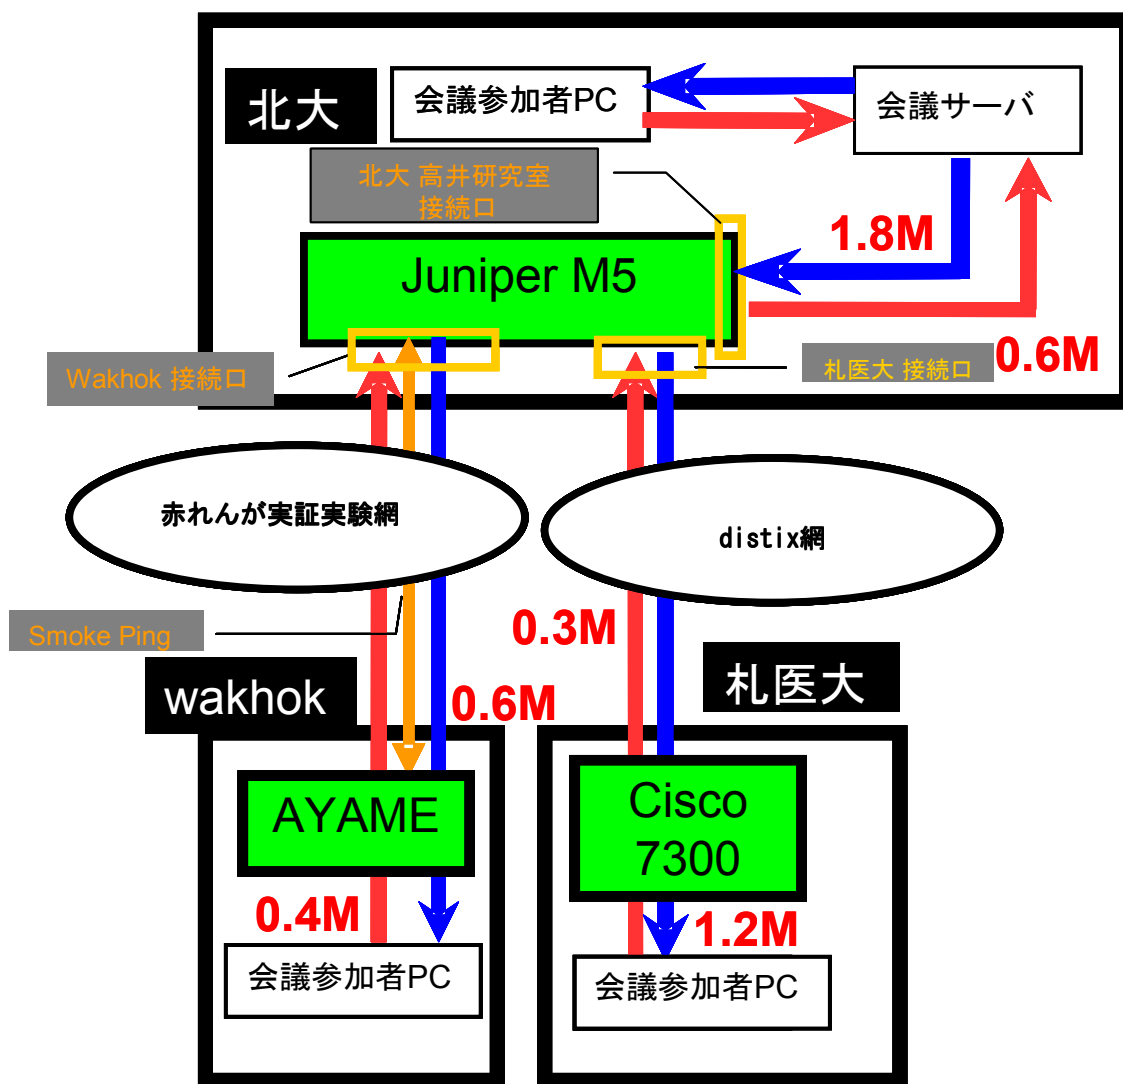 北大
会議参加者PC
会議サーバ
北大 高井研究室
接続口
1.8M
Juniper M5
0.6M
Wakhok 接続口
札医大 接続口
赤れんが実証実験網
distix網
Smoke Ping
0.3M
wakhok
0.6M
札医大
AYAME
Cisco
7300
0.4M
1.2M
会議参加者PC
会議参加者PC